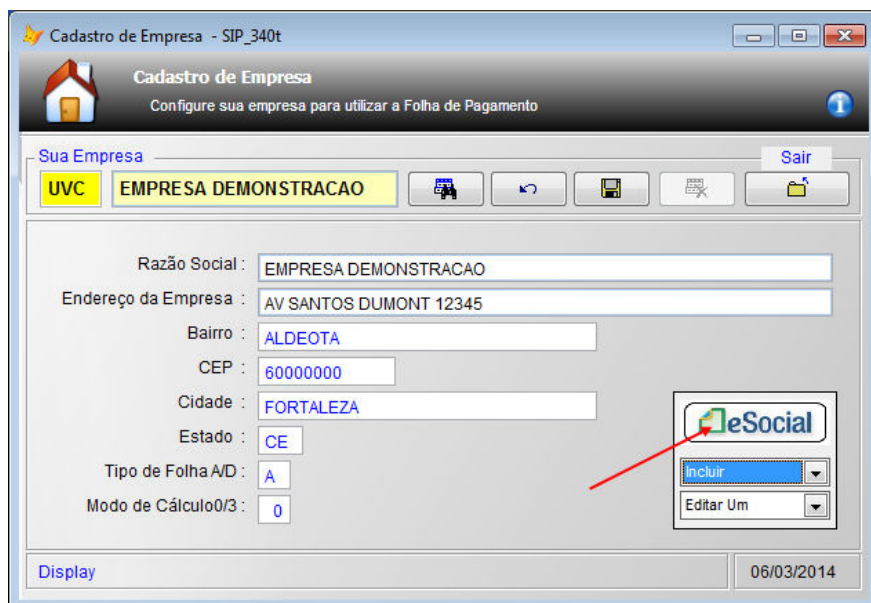 Cadastro de Empresa - SIP_340t
Cadastro de Empresa
Configure sua empresa para utilizar a Folha de Pagamento
Sua Empresa
Sair
UVC EMPRESA DEMONSTRACAO
Razão Social : EMPRESA DEMONSTRACAO
Endereço da Empresa : AV SANTOS DUMONT 12345
Bairro : ALDEOTA
CEP : 60000000
Cidade : FORTALEZA
Estado : CE
Tipo de Folha A/D : A
Modo de Cálculo0/3 : 0
eSocial
Incluir
Editar Um
Display 06/03/2014